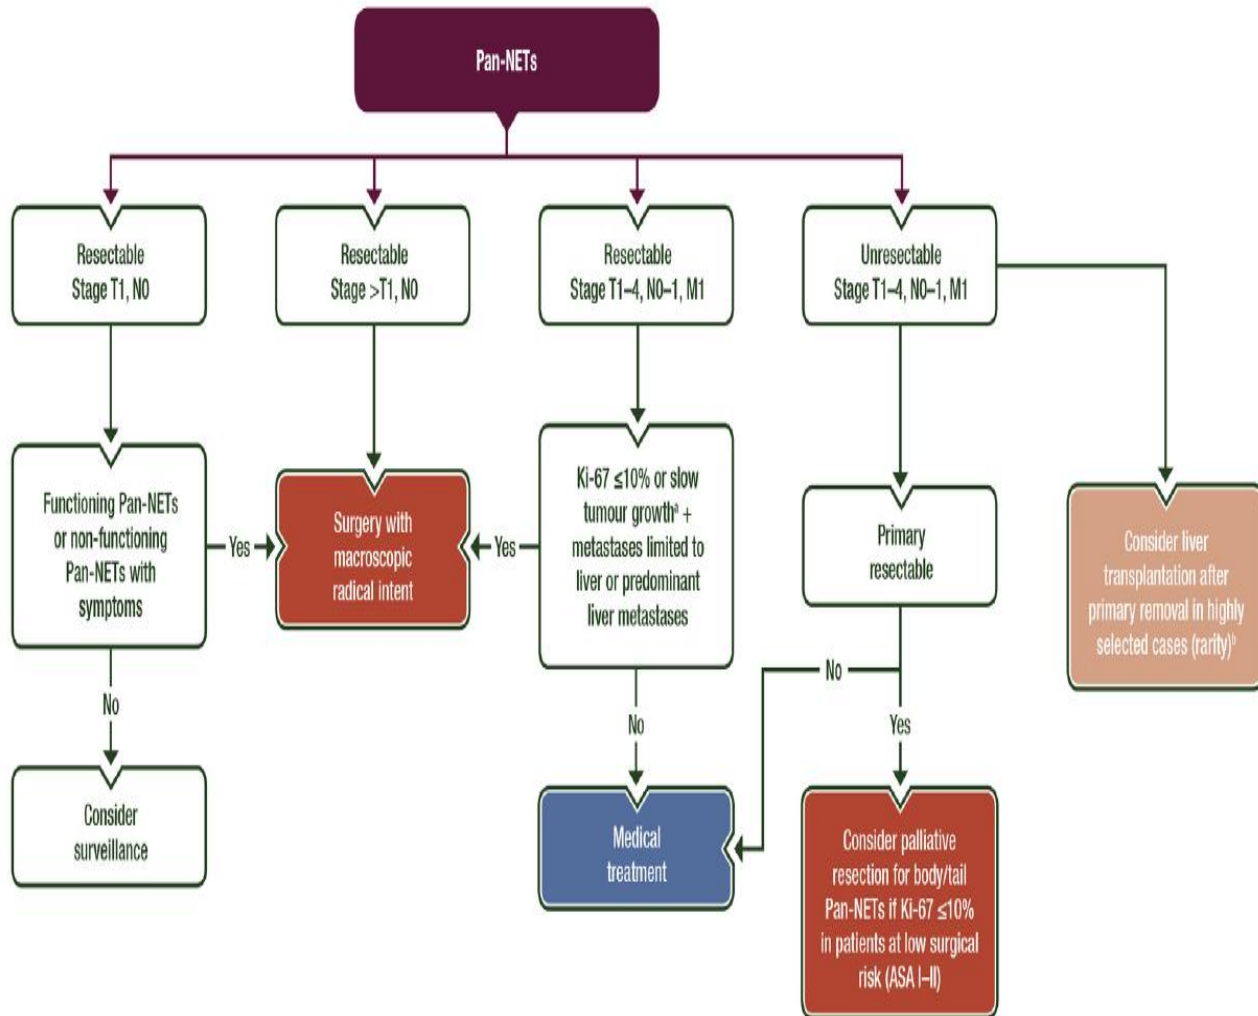 Pan-NETs
Resectable
Stage T1, N0
Resectable
Stage >T1, N0
Resectable
Stage T1–4, N0–1, M1
Unresectable
Stage T1–4, N0–1, M1
Functioning Pan-NETs
or non-functioning
Pan-NETs with
symptoms
Yes
Surgery with
macroscopic
radical intent
Yes
Ki-67 ≤10% or slow
tumour growthᵃ +
metastases limited to
liver or predominant
liver metastases
Primary
resectable
Consider liver
transplantation after
primary removal in highly
selected cases (rarity)ᵇ
No
No
No
Yes
Consider
surveillance
Medical
treatment
Consider palliative
resection for body/tail
Pan-NETs if Ki-67 ≤10%
in patients at low surgical
risk (ASA I–II)